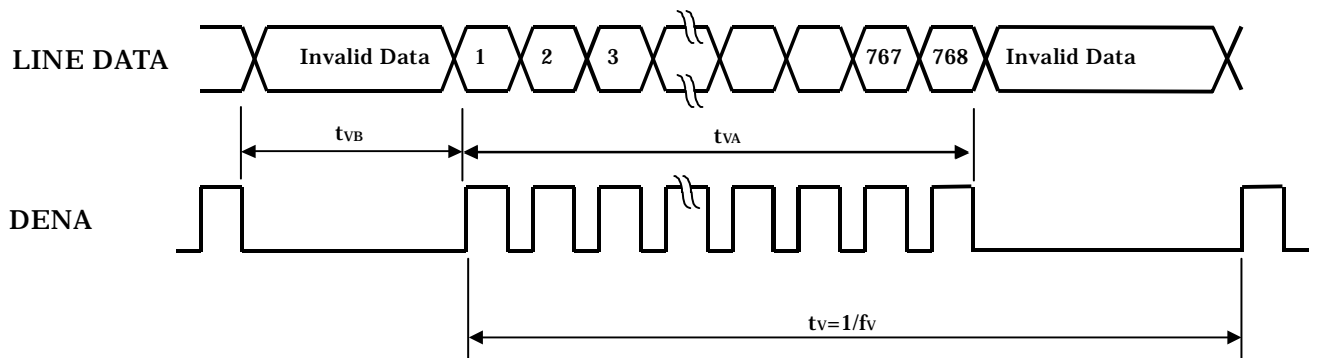 LINE DATA Invalid Data 1 2 3 767 768 Invalid Data
tVB tVA
DENA
tV=1/fV